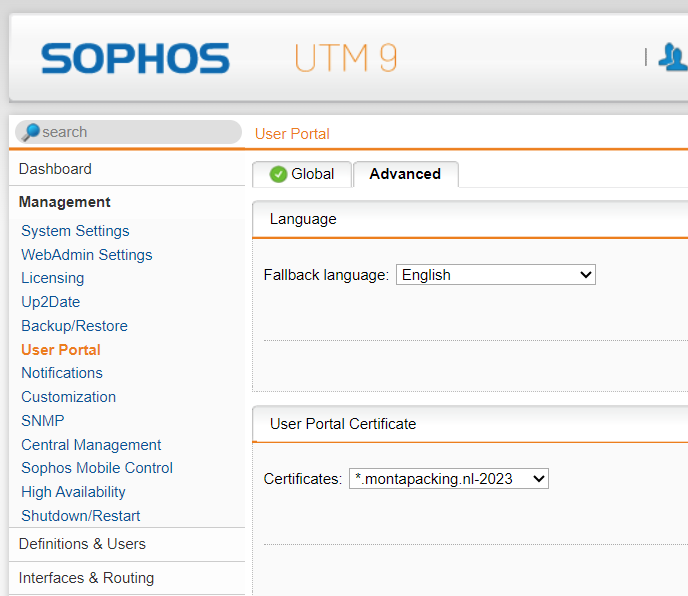 SOPHOS UTM 9
search
User Portal
Dashboard
Global Advanced
Management
Language
System Settings
WebAdmin Settings
Licensing
Fallback language: English
Up2Date
Backup/Restore
User Portal
Notifications
Customization
SNMP
User Portal Certificate
Central Management
Sophos Mobile Control
Certificates: *.montapacking.nl-2023
High Availability
Shutdown/Restart
Definitions & Users
Interfaces & Routing